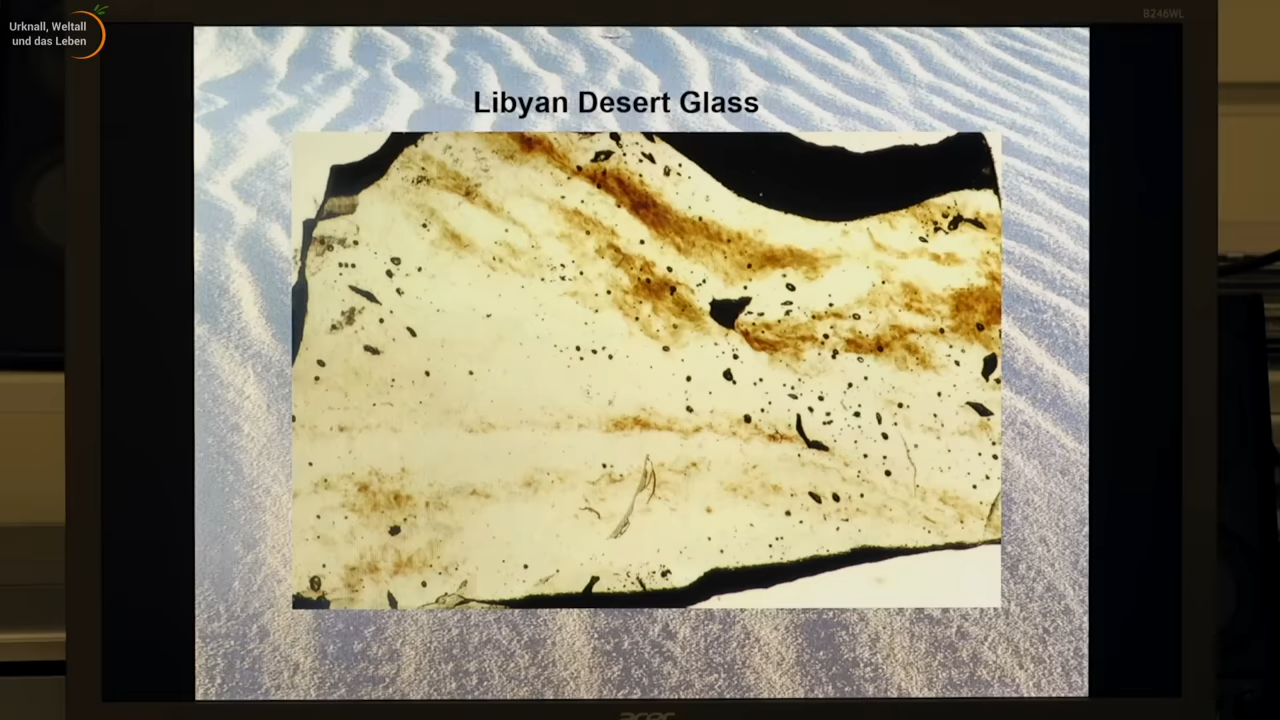 Urknall, Weltall
und das Leben
B246WL
Libyan Desert Glass
acer